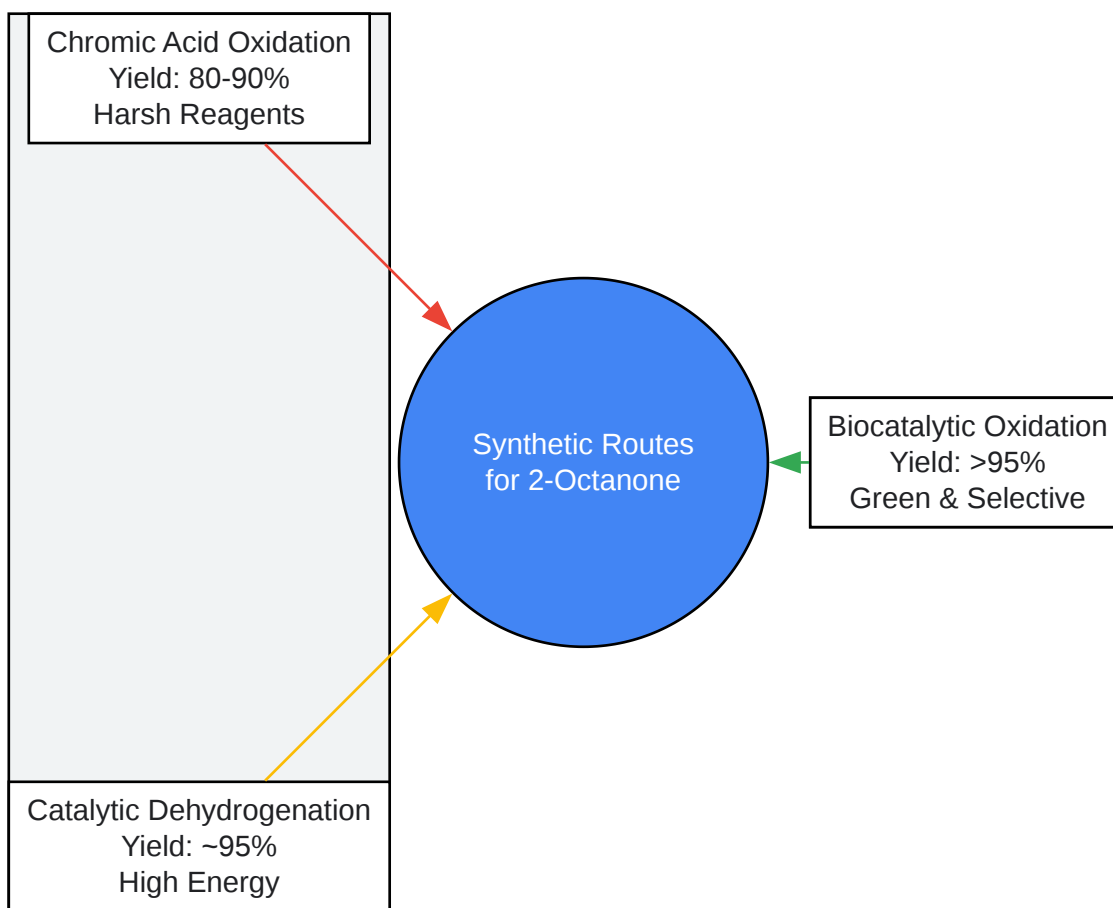 Chromic Acid Oxidation
Yield: 80-90%
Harsh Reagents
Synthetic Routes
for 2-Octanone
Biocatalytic Oxidation
Yield: >95%
Green & Selective
Catalytic Dehydrogenation
Yield: ~95%
High Energy